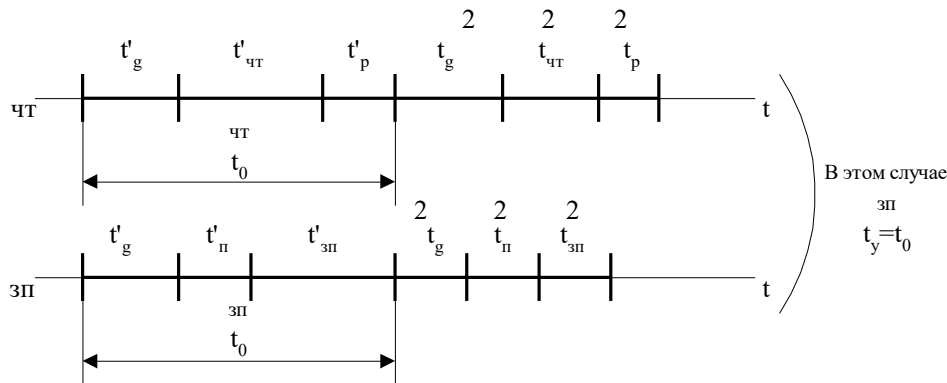 2 2 2
t'g t'чт t'р tg tчт tр
чт t
чт
t0
В этом случае
зп
tу=t0
2 2 2
t'g t'п t'зп tg tп tзп
зп t
зп
t0